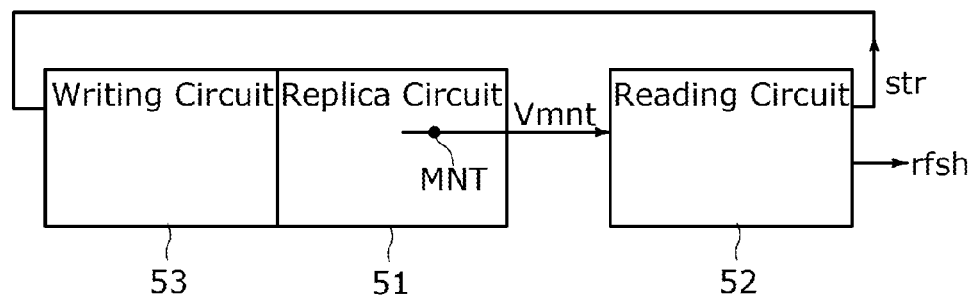 Writing Circuit
Replica Circuit
Vmnt
Reading Circuit
str
MNT
rfsh
53
51
52